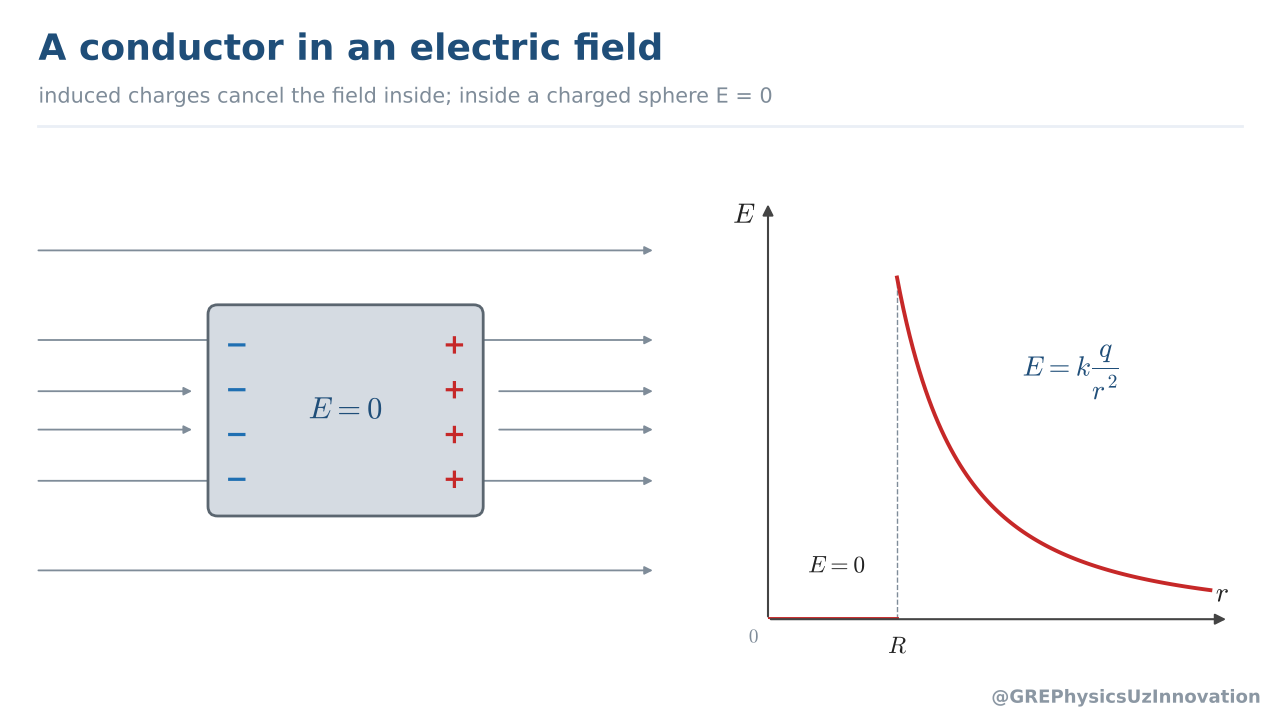 A conductor in an electric field
induced charges cancel the field inside; inside a charged sphere E = 0
− +
− +
E = 0
− +
− +
E
E = k q/r²
E = 0
r
0
R
@GREPhysicsUzInnovation